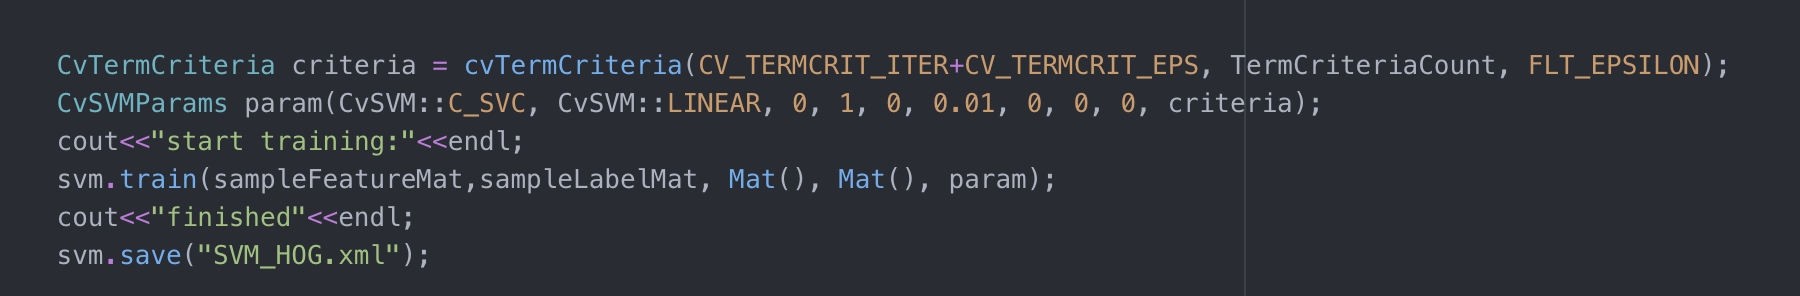 CvTermCriteria criteria = cvTermCriteria(CV_TERMCRIT_ITER+CV_TERMCRIT_EPS, TermCriteriaCount, FLT_EPSILON);
CvSVMParams param(CvSVM::C_SVC, CvSVM::LINEAR, 0, 1, 0, 0.01, 0, 0, 0, criteria);
cout<<"start training:"<<endl;
svm.train(sampleFeatureMat,sampleLabelMat, Mat(), Mat(), param);
cout<<"finished"<<endl;
svm.save("SVM_HOG.xml");